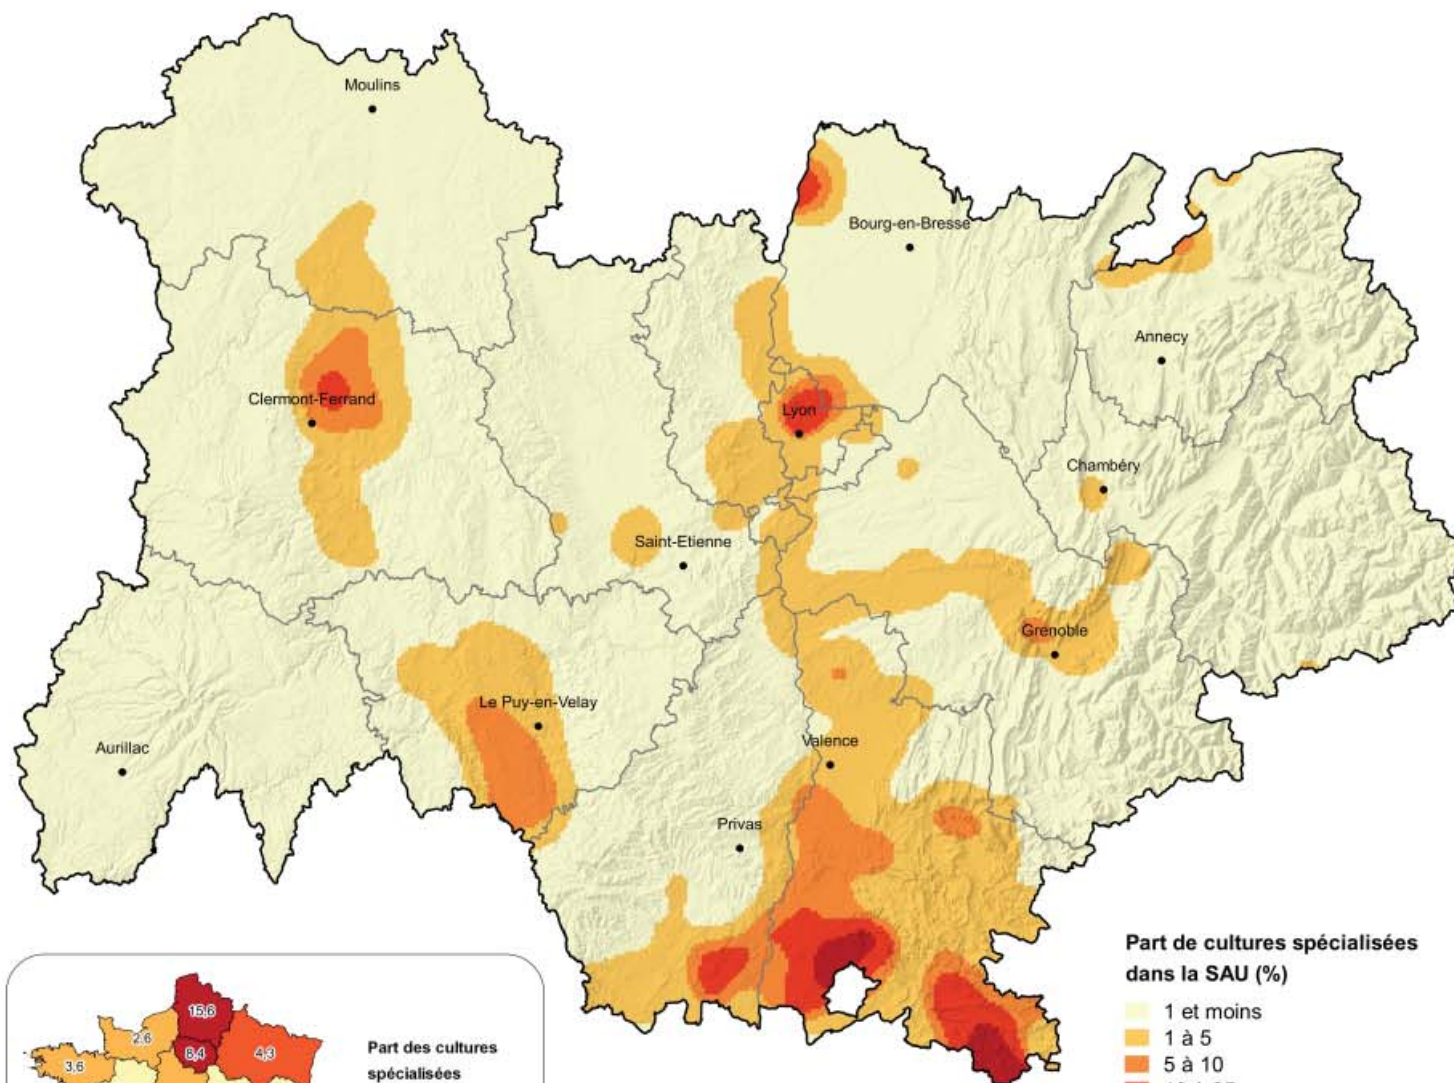 Moulins
Bourg-en-Bresse
Annecy
Clermont-Ferrand
Lyon
Chambéry
Saint-Etienne
Grenoble
Le Puy-en-Velay
Aurillac
Valence
Privas
Part de cultures spécialisées
dans la SAU (%)
1 et moins
1 à 5
5 à 10
15,6
2,6
8,4
4,3
3,6
Part des cultures
spécialisées